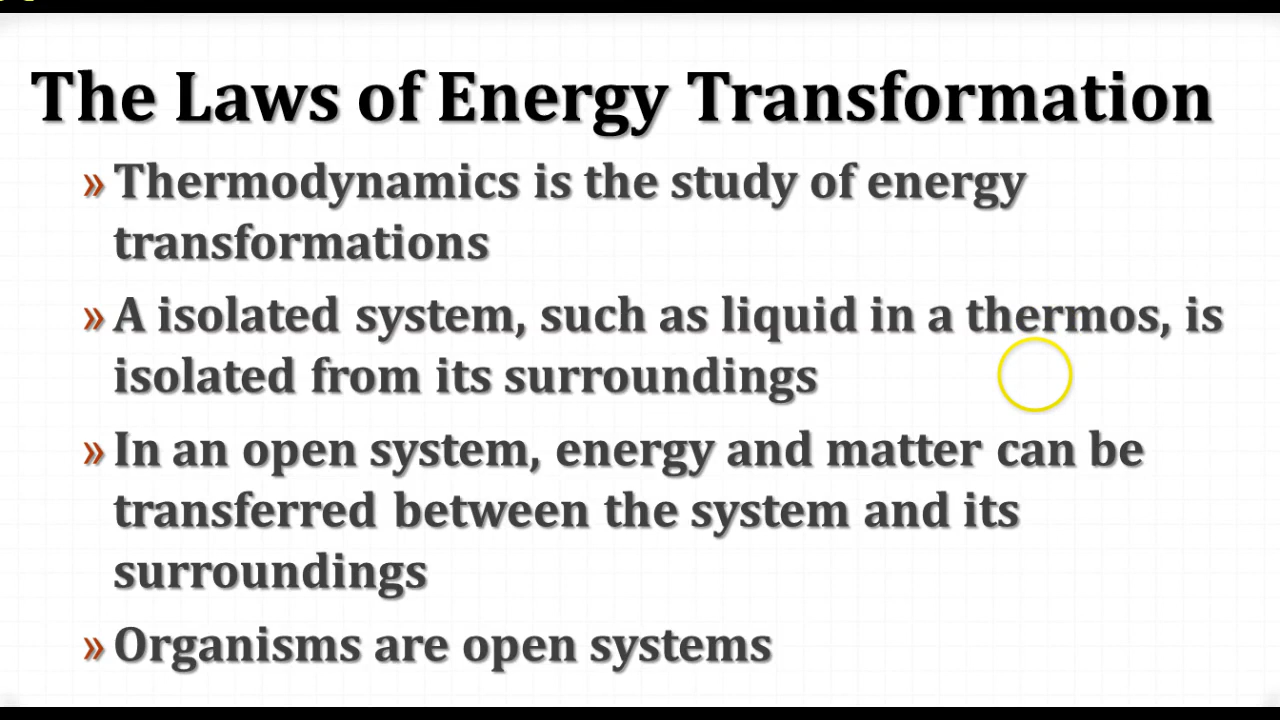 The Laws of Energy Transformation
» Thermodynamics is the study of energy
transformations
» A isolated system, such as liquid in a thermos, is
isolated from its surroundings
» In an open system, energy and matter can be
transferred between the system and its
surroundings
» Organisms are open systems